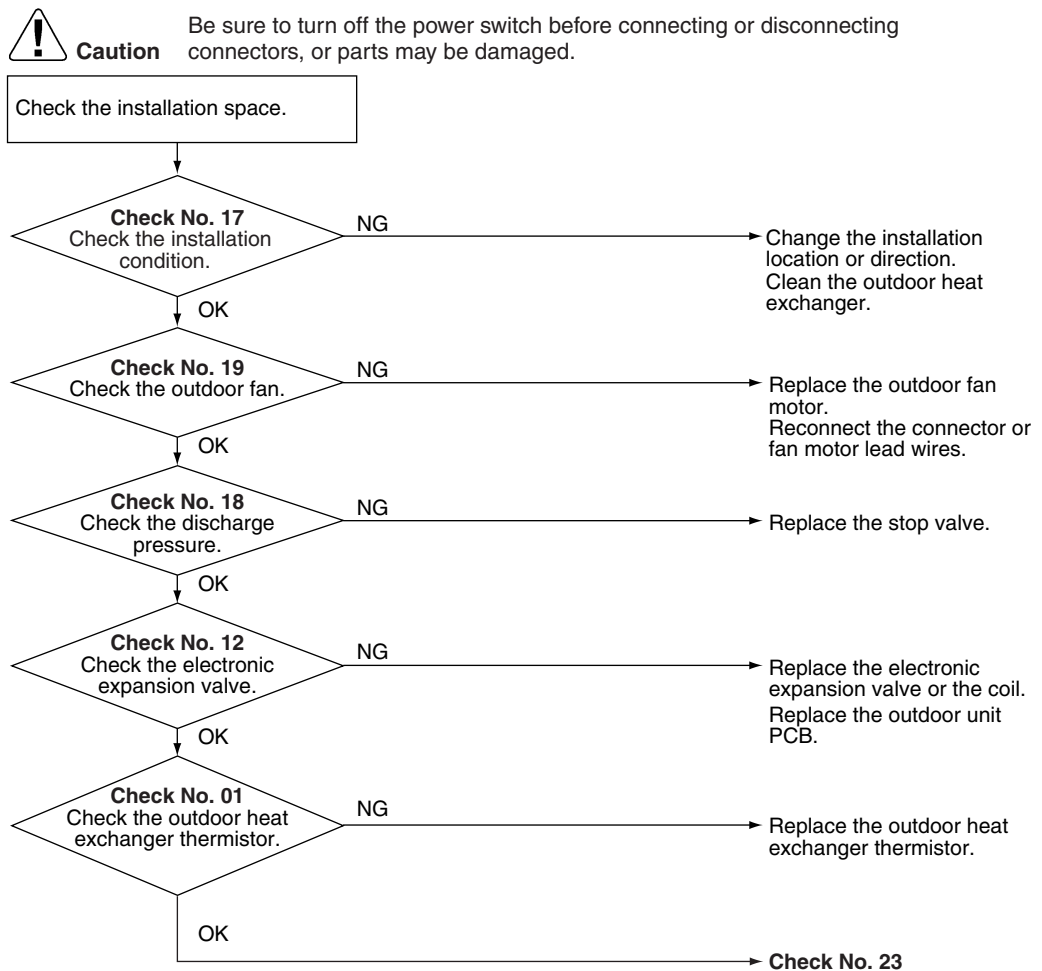 Be sure to turn off the power switch before connecting or disconnecting
Caution connectors, or parts may be damaged.
Check the installation space.
Check No. 17
Check the installation
condition.
NG
Change the installation
location or direction.
Clean the outdoor heat
exchanger.
OK
Check No. 19
Check the outdoor fan.
NG
Replace the outdoor fan
motor.
Reconnect the connector or
fan motor lead wires.
OK
Check No. 18
Check the discharge
pressure.
NG
Replace the stop valve.
OK
Check No. 12
Check the electronic
expansion valve.
NG
Replace the electronic
expansion valve or the coil.
Replace the outdoor unit
PCB.
OK
Check No. 01
Check the outdoor heat
exchanger thermistor.
NG
Replace the outdoor heat
exchanger thermistor.
OK
Check No. 23